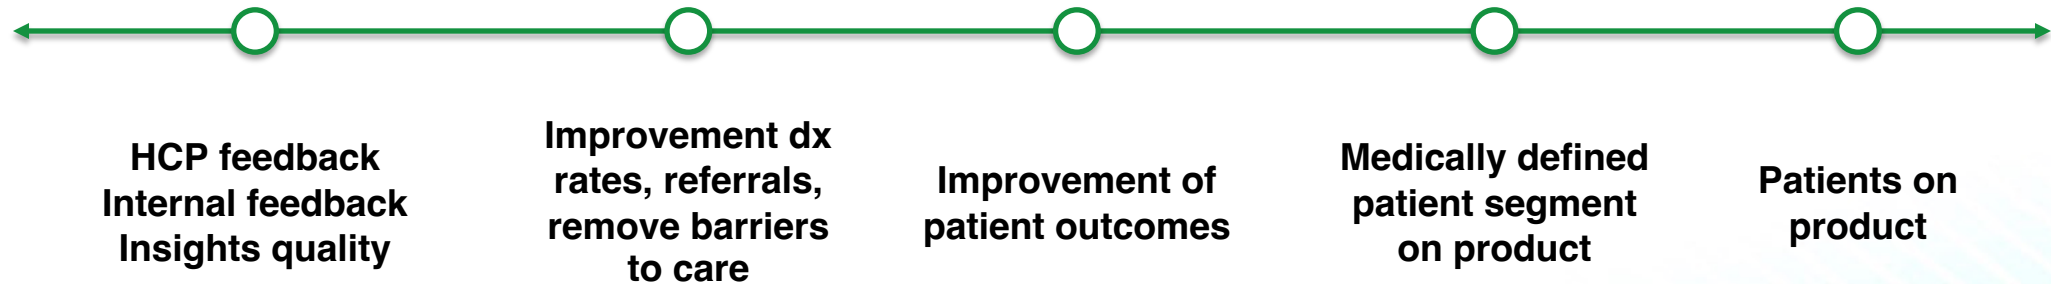 HCP feedback
Internal feedback
Insights quality
Improvement dx
rates, referrals,
remove barriers
to care
Improvement of
patient outcomes
Medically defined
patient segment
on product
Patients on
product